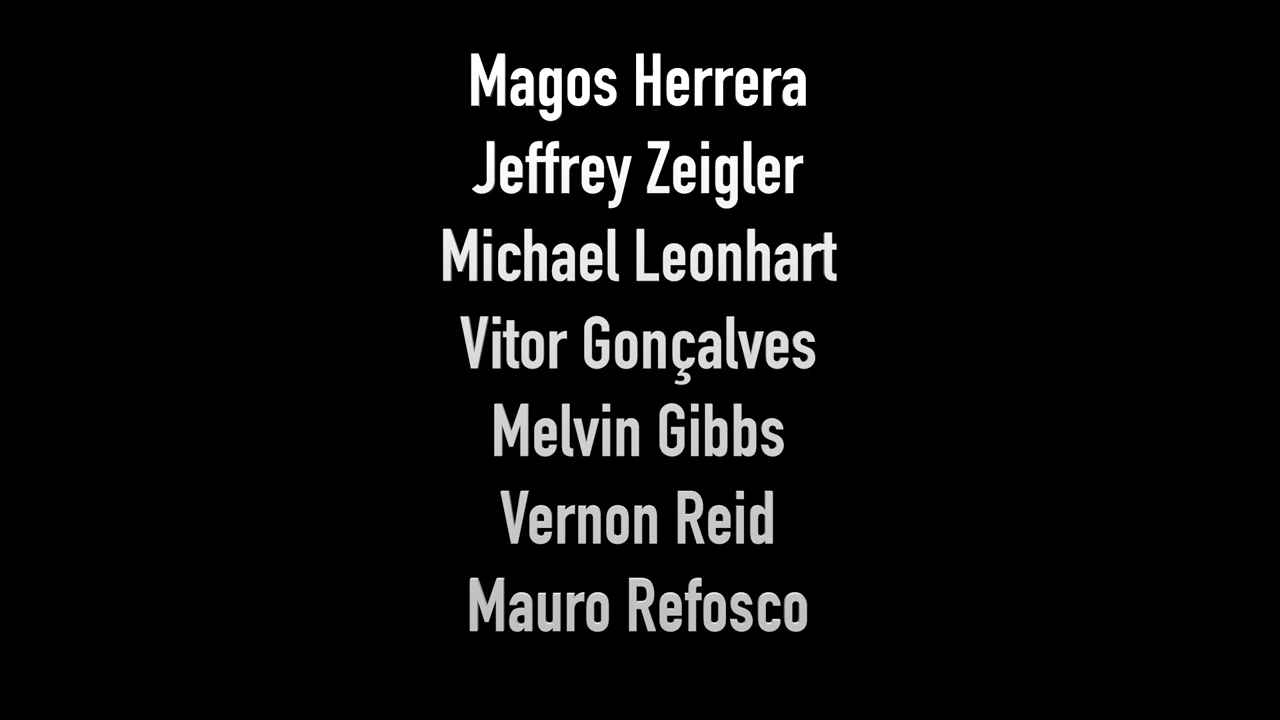 Magos Herrera
Jeffrey Zeigler
Michael Leonhart
Vitor Gonçalves
Melvin Gibbs
Vernon Reid
Mauro Refosco